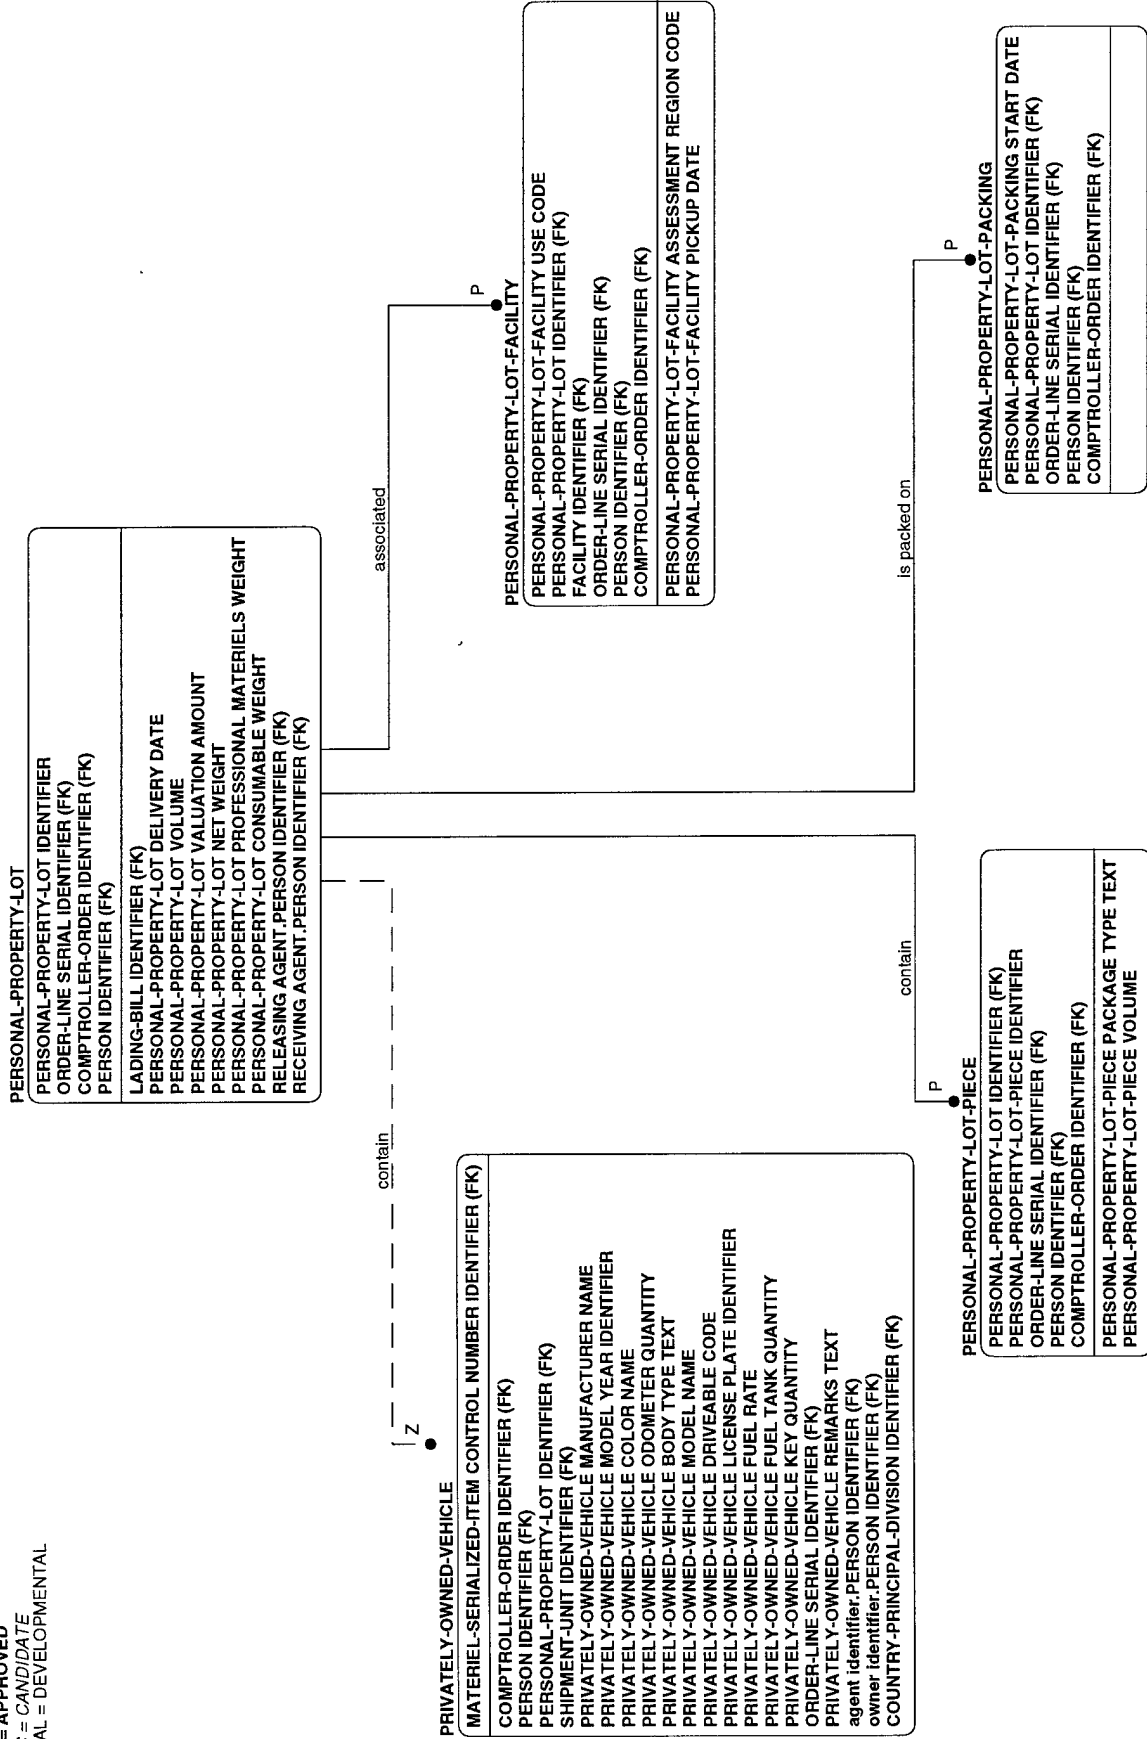 = APPROVED
= CANDIDATE
AL = DEVELOPMENTAL
PERSONAL-PROPERTY-LOT
PERSONAL-PROPERTY-LOT IDENTIFIER
ORDER-LINE SERIAL IDENTIFIER (FK)
COMPTROLLER-ORDER IDENTIFIER (FK)
PERSON IDENTIFIER (FK)
LADING-BILL IDENTIFIER (FK)
PERSONAL-PROPERTY-LOT DELIVERY DATE
PERSONAL-PROPERTY-LOT VOLUME
PERSONAL-PROPERTY-LOT VALUATION AMOUNT
PERSONAL-PROPERTY-LOT NET WEIGHT
PERSONAL-PROPERTY-LOT PROFESSIONAL MATERIELS WEIGHT
PERSONAL-PROPERTY-LOT CONSUMABLE WEIGHT
RELEASING AGENT.PERSON IDENTIFIER (FK)
RECEIVING AGENT.PERSON IDENTIFIER (FK)
contain
Z
associated
P
PRIVATELY-OWNED-VEHICLE
MATERIEL-SERIALIZED-ITEM CONTROL NUMBER IDENTIFIER (FK)
COMPTROLLER-ORDER IDENTIFIER (FK)
PERSON IDENTIFIER (FK)
PERSONAL-PROPERTY-LOT IDENTIFIER (FK)
SHIPMENT-UNIT IDENTIFIER (FK)
PRIVATELY-OWNED-VEHICLE MANUFACTURER NAME
PRIVATELY-OWNED-VEHICLE MODEL YEAR IDENTIFIER
PRIVATELY-OWNED-VEHICLE COLOR NAME
PRIVATELY-OWNED-VEHICLE ODOMETER QUANTITY
PRIVATELY-OWNED-VEHICLE BODY TYPE TEXT
PRIVATELY-OWNED-VEHICLE MODEL NAME
PRIVATELY-OWNED-VEHICLE DRIVEABLE CODE
PRIVATELY-OWNED-VEHICLE LICENSE PLATE IDENTIFIER
PRIVATELY-OWNED-VEHICLE FUEL RATE
PRIVATELY-OWNED-VEHICLE FUEL TANK QUANTITY
PRIVATELY-OWNED-VEHICLE KEY QUANTITY
ORDER-LINE SERIAL IDENTIFIER (FK)
PRIVATELY-OWNED-VEHICLE REMARKS TEXT
agent identifier.PERSON IDENTIFIER (FK)
owner identifier.PERSON IDENTIFIER (FK)
COUNTRY-PRINCIPAL-DIVISION IDENTIFIER (FK)
PERSONAL-PROPERTY-LOT-FACILITY
PERSONAL-PROPERTY-LOT-FACILITY USE CODE
PERSONAL-PROPERTY-LOT IDENTIFIER (FK)
FACILITY IDENTIFIER (FK)
ORDER-LINE SERIAL IDENTIFIER (FK)
PERSON IDENTIFIER (FK)
COMPTROLLER-ORDER IDENTIFIER (FK)
PERSONAL-PROPERTY-LOT-FACILITY ASSESSMENT REGION CODE
PERSONAL-PROPERTY-LOT-FACILITY PICKUP DATE
contain
P
is packed on
P
PERSONAL-PROPERTY-LOT-PIECE
PERSONAL-PROPERTY-LOT IDENTIFIER (FK)
PERSONAL-PROPERTY-LOT-PIECE IDENTIFIER
ORDER-LINE SERIAL IDENTIFIER (FK)
PERSON IDENTIFIER (FK)
COMPTROLLER-ORDER IDENTIFIER (FK)
PERSONAL-PROPERTY-LOT-PIECE PACKAGE TYPE TEXT
PERSONAL-PROPERTY-LOT-PIECE VOLUME
PERSONAL-PROPERTY-LOT-PACKING
PERSONAL-PROPERTY-LOT-PACKING START DATE
PERSONAL-PROPERTY-LOT IDENTIFIER (FK)
ORDER-LINE SERIAL IDENTIFIER (FK)
PERSON IDENTIFIER (FK)
COMPTROLLER-ORDER IDENTIFIER (FK)